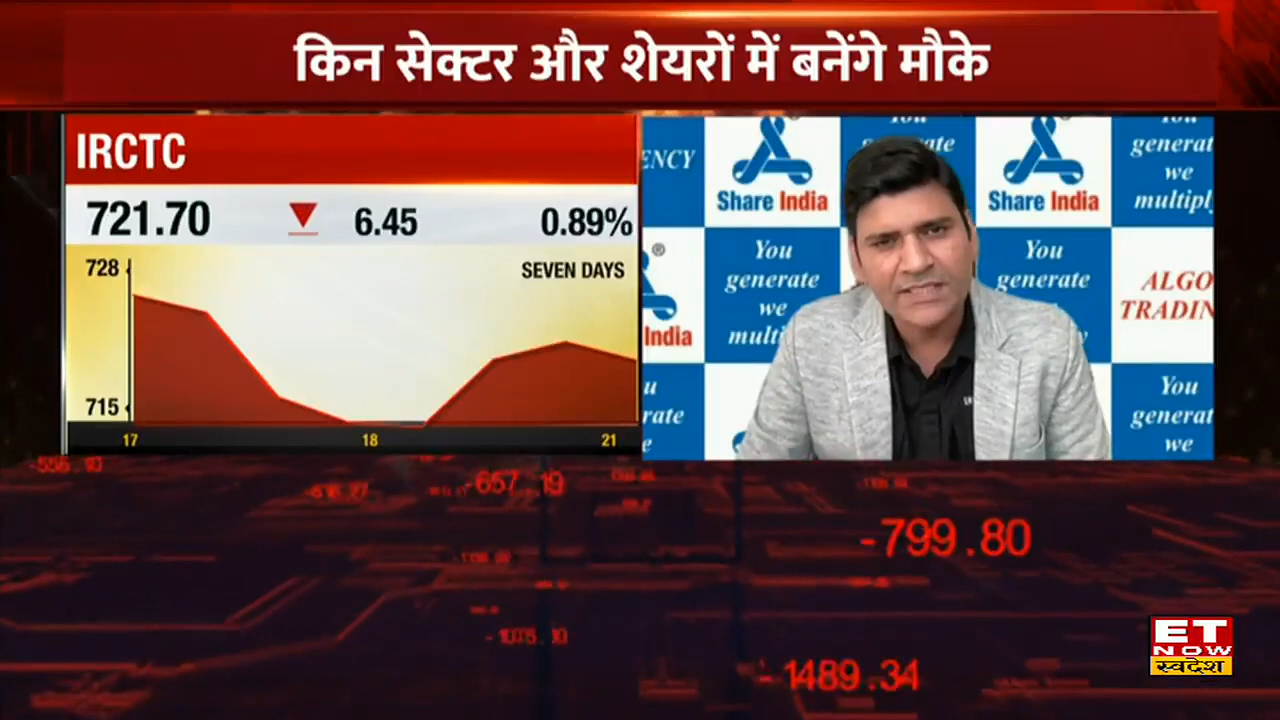 किन सेक्टर और शेयरों में बनेंगे मौके
IRCTC
721.70 6.45 0.89%
SEVEN DAYS
728
715
17 18 21
ENCY
Share India
You
generate
we
Share India
You
generat
we
multiply
India
You
generate
we
multi
You
generate
ALGO
TRADIN
You
generat
we
-657.19
-799.80
-1489.34
ET
NOW
स्वदेश